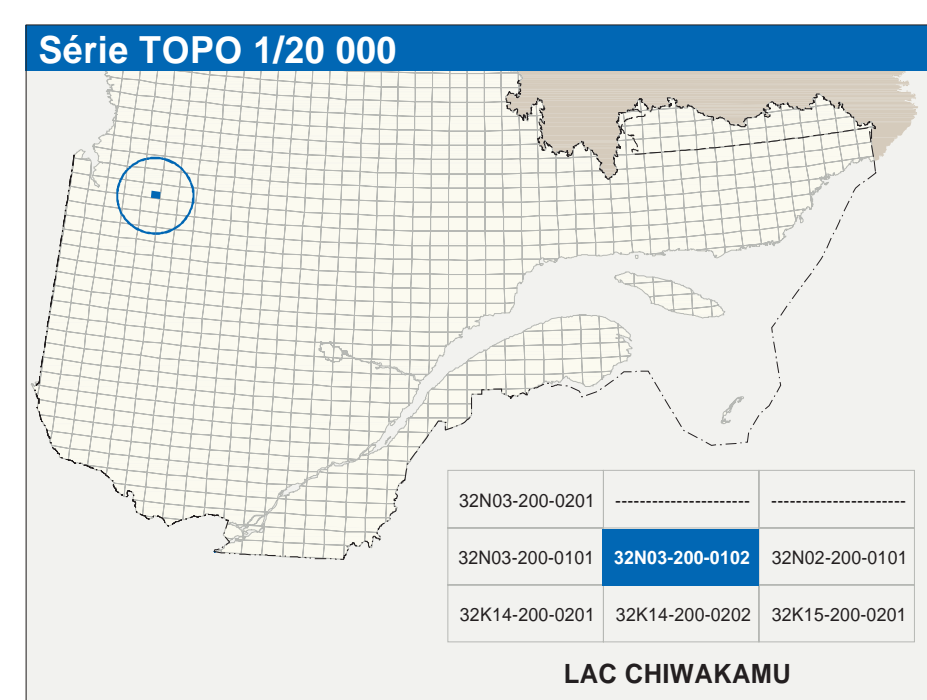 Série TOPO 1/20 000
32N03-200-0201 --------------------- ---------------------
32N03-200-0101 32N03-200-0102 32N02-200-0101
32K14-200-0201 32K14-200-0202 32K15-200-0201
LAC CHIWAKAMU